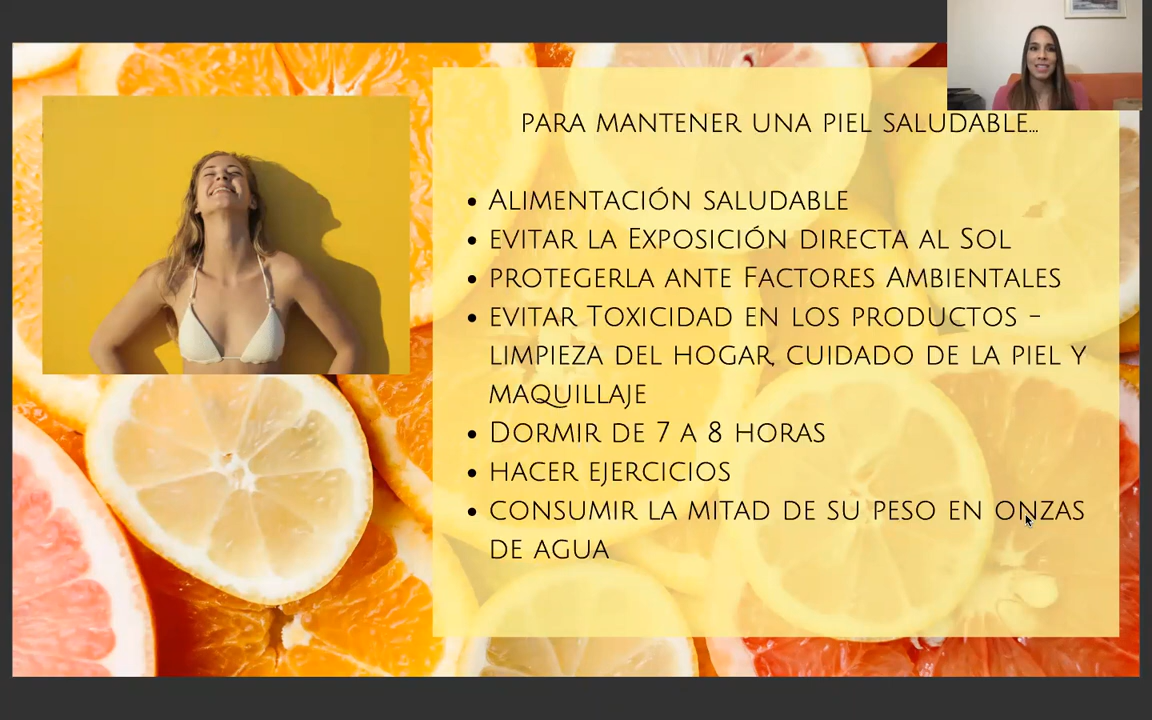 PARA MANTENER UNA PIEL SALUDABLE...
• ALIMENTACIÓN SALUDABLE
• EVITAR LA EXPOSICIÓN DIRECTA AL SOL
• PROTEGERLA ANTE FACTORES AMBIENTALES
• EVITAR TOXICIDAD EN LOS PRODUCTOS -
LIMPIEZA DEL HOGAR, CUIDADO DE LA PIEL Y
MAQUILLAJE
• DORMIR DE 7 A 8 HORAS
• HACER EJERCICIOS
• CONSUMIR LA MITAD DE SU PESO EN ONZAS
DE AGUA